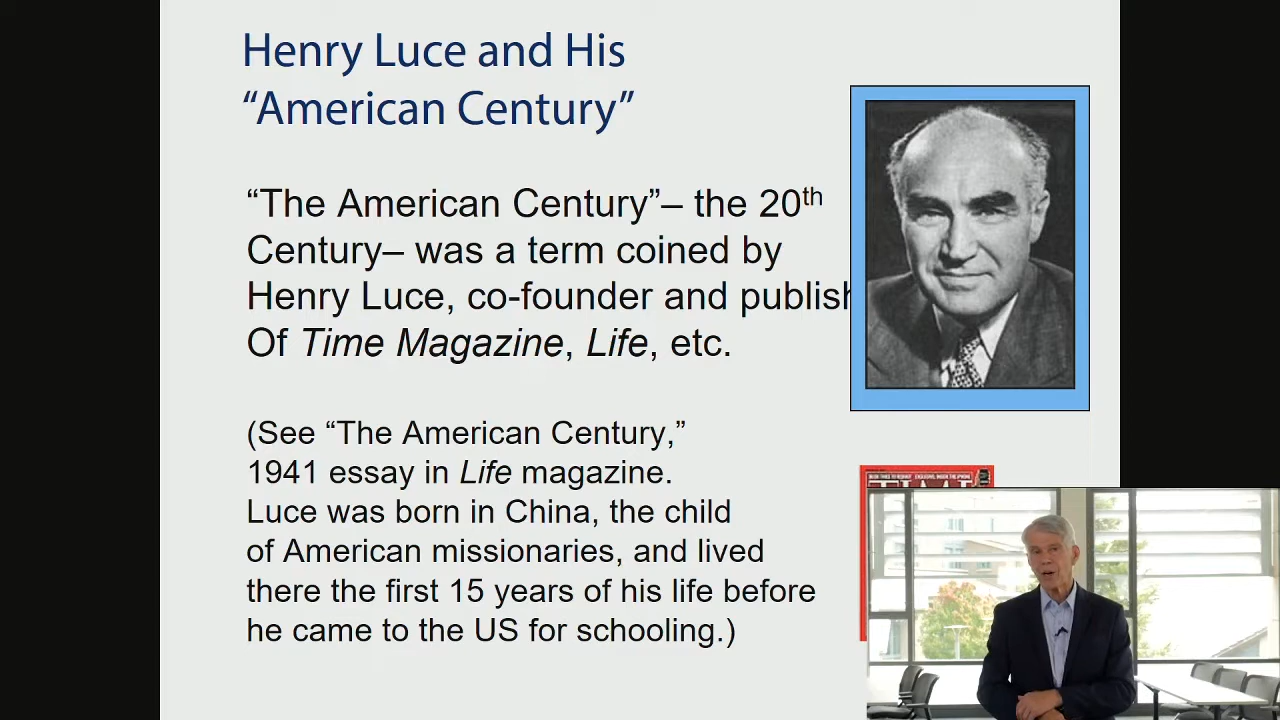 Henry Luce and His
“American Century”
“The American Century”– the 20th
Century– was a term coined by
Henry Luce, co-founder and publish
Of Time Magazine, Life, etc.
(See “The American Century,”
1941 essay in Life magazine.
Luce was born in China, the child
of American missionaries, and lived
there the first 15 years of his life before
he came to the US for schooling.)
TIME